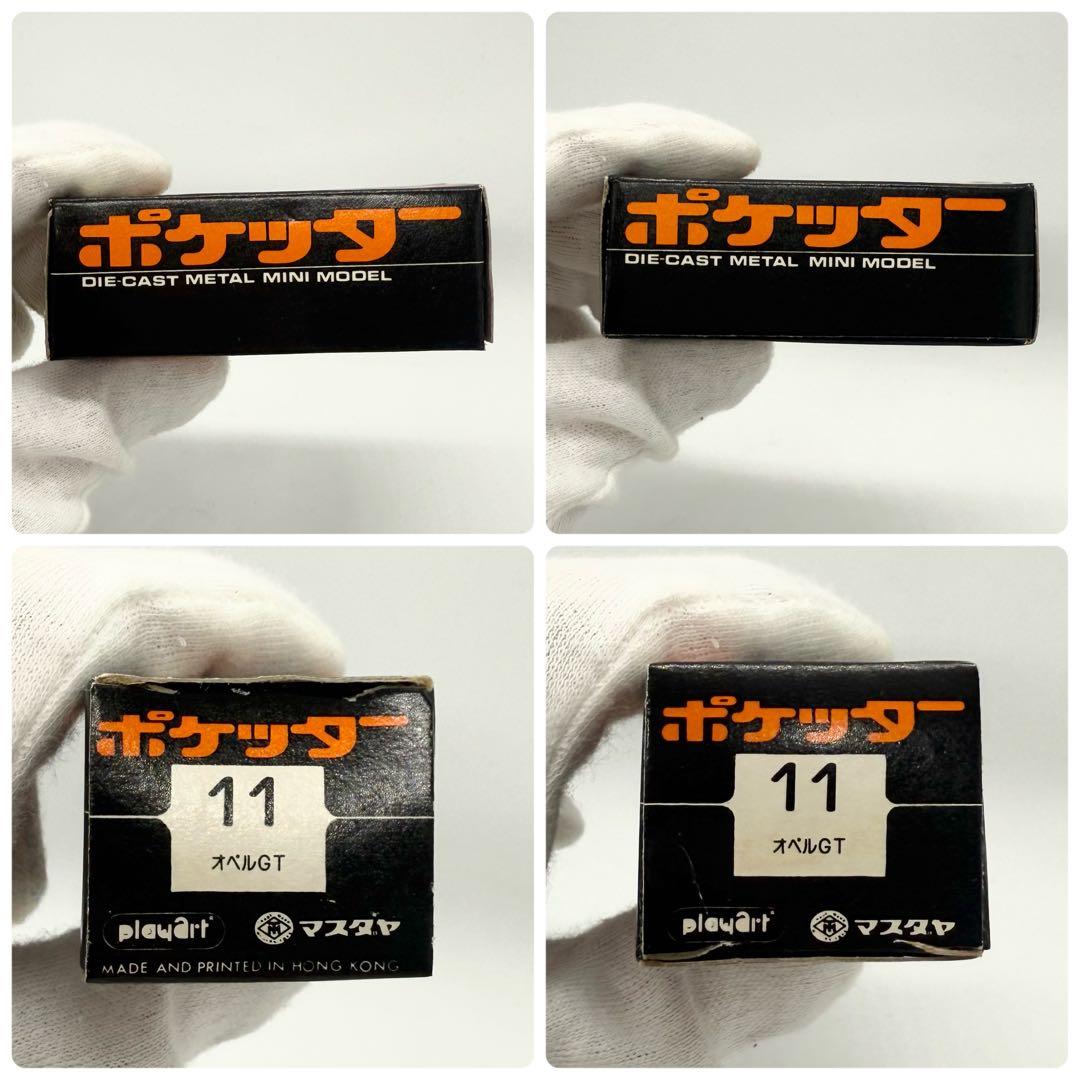 ポケッター
DIE-CAST METAL MINI MODEL
ポケッター
DIE-CAST METAL MINI MODEL
ポケッター
11
オペルGT
playart
マスダヤ
MADE AND PRINTED IN HONG KONG
ポケッター
11
オペルGT
playart
マスダヤ